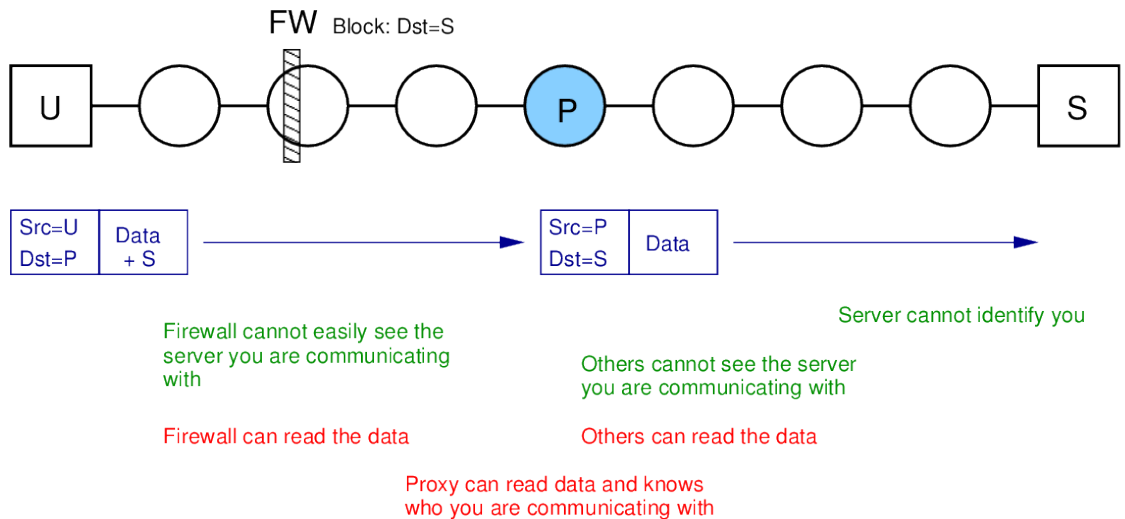 FW Block: Dst=S
U
P
S
Src=U
Dst=P
Data
+ S
Src=P
Dst=S
Data
Server cannot identify you
Firewall cannot easily see the
server you are communicating
with
Others cannot see the server
you are communicating with
Firewall can read the data
Others can read the data
Proxy can read data and knows
who you are communicating with